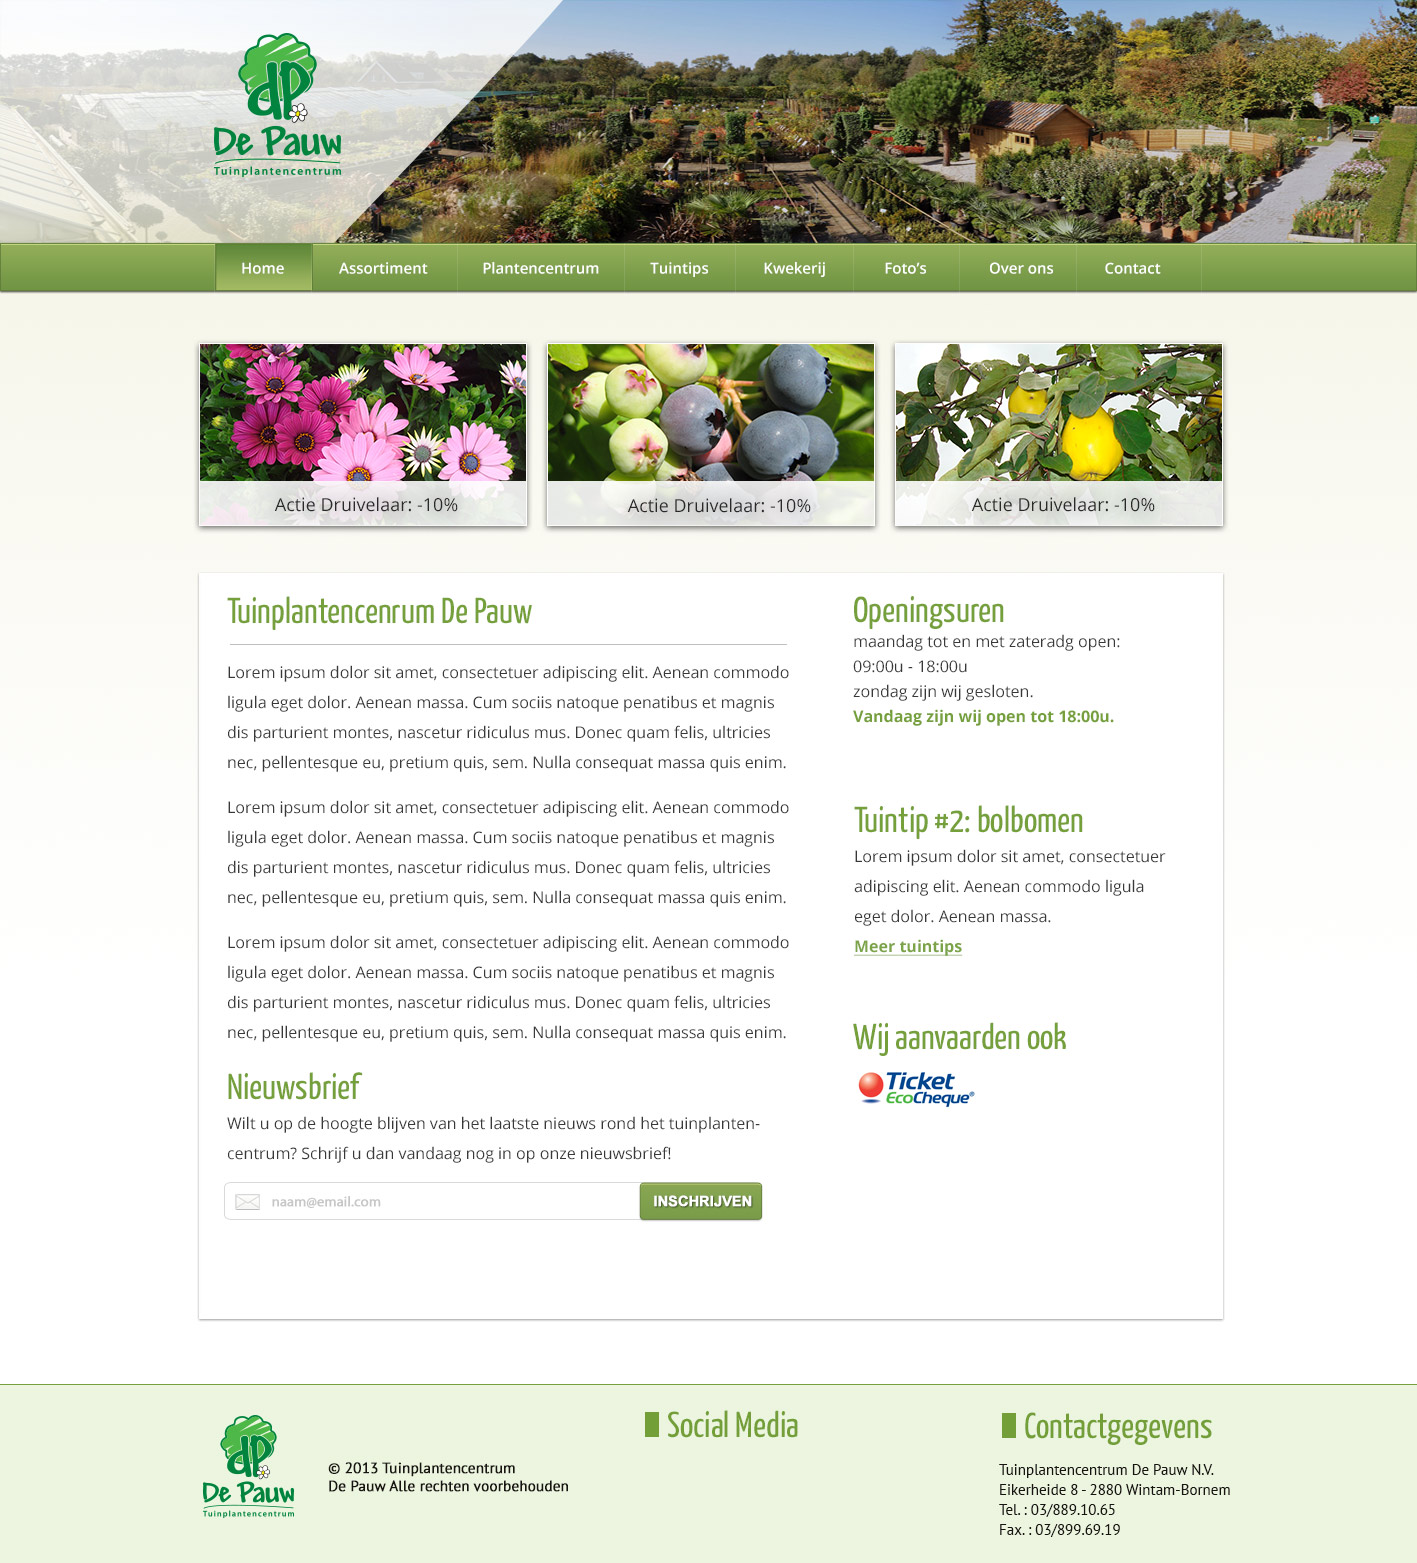 dp
De Pauw
Tuinplantencentrum
Home Assortiment Plantencentrum Tuintips Kwekerij Foto's Over ons Contact
Actie Druivelaar: -10%
Actie Druivelaar: -10%
Actie Druivelaar: -10%
Tuinplantencenrum De Pauw
Lorem ipsum dolor sit amet, consectetuer adipiscing elit. Aenean commodo
ligula eget dolor. Aenean massa. Cum sociis natoque penatibus et magnis
dis parturient montes, nascetur ridiculus mus. Donec quam felis, ultricies
nec, pellentesque eu, pretium quis, sem. Nulla consequat massa quis enim.
Lorem ipsum dolor sit amet, consectetuer adipiscing elit. Aenean commodo
ligula eget dolor. Aenean massa. Cum sociis natoque penatibus et magnis
dis parturient montes, nascetur ridiculus mus. Donec quam felis, ultricies
nec, pellentesque eu, pretium quis, sem. Nulla consequat massa quis enim.
Lorem ipsum dolor sit amet, consectetuer adipiscing elit. Aenean commodo
ligula eget dolor. Aenean massa. Cum sociis natoque penatibus et magnis
dis parturient montes, nascetur ridiculus mus. Donec quam felis, ultricies
nec, pellentesque eu, pretium quis, sem. Nulla consequat massa quis enim.
Nieuwsbrief
Wilt u op de hoogte blijven van het laatste nieuws rond het tuinplanten-
centrum? Schrijf u dan vandaag nog in op onze nieuwsbrief!
naam@email.com INSCHRIJVEN
Openingsuren
maandag tot en met zateradg open:
09:00u - 18:00u
zondag zijn wij gesloten.
Vandaag zijn wij open tot 18:00u.
Tuintip #2: bolbomen
Lorem ipsum dolor sit amet, consectetuer
adipiscing elit. Aenean commodo ligula
eget dolor. Aenean massa.
Meer tuintips
Wij aanvaarden ook
Ticket
EcoCheque®
dp
De Pauw
Tuinplantencentrum
© 2013 Tuinplantencentrum
De Pauw Alle rechten voorbehouden
Social Media
Contactgegevens
Tuinplantencentrum De Pauw N.V.
Eikerheide 8 - 2880 Wintam-Bornem
Tel. : 03/889.10.65
Fax. : 03/899.69.19